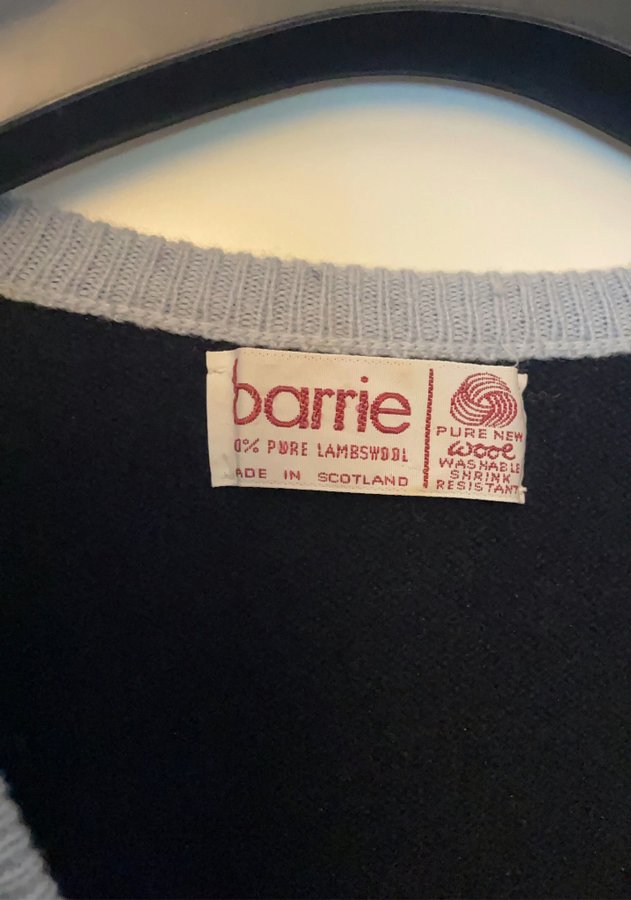 barrie
0% PURE LAMBSWOOL
ADE IN SCOTLAND
PURE NEW
wool
WASHABLE
SHRINK
RESISTANT